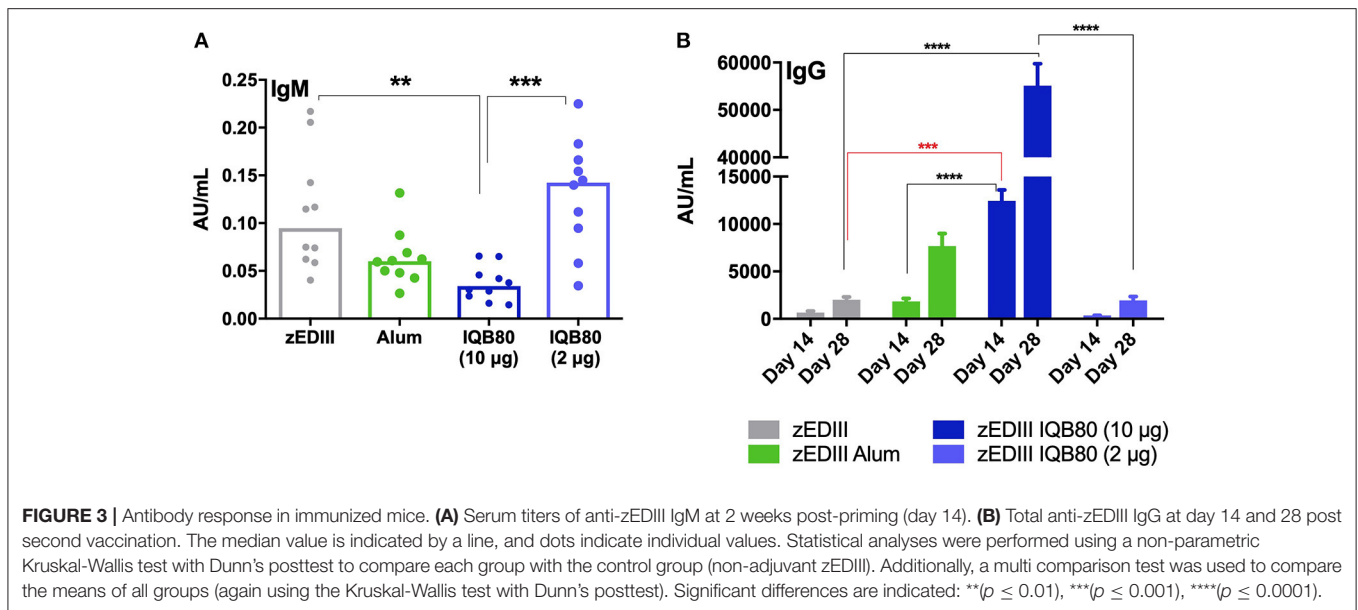 A
IgM
AU/mL
0.25
0.20
0.15
0.10
0.05
0.00
**
***
zEDIII
Alum
IQB80
(10 µg)
IQB80
(2 µg)
B
IgG
AU/mL
60000
50000
40000
15000
10000
5000
0
****
****
***
****
Day 14
Day 28
Day 14
Day 28
Day 14
Day 28
Day 14
Day 28
zEDIII
zEDIII Alum
zEDIII IQB80 (10 µg)
zEDIII IQB80 (2 µg)
FIGURE 3 | Antibody response in immunized mice. (A) Serum titers of anti-zEDIII IgM at 2 weeks post-priming (day 14). (B) Total anti-zEDIII IgG at day 14 and 28 post
second vaccination. The median value is indicated by a line, and dots indicate individual values. Statistical analyses were performed using a non-parametric
Kruskal-Wallis test with Dunn's posttest to compare each group with the control group (non-adjuvant zEDIII). Additionally, a multi comparison test was used to compare
the means of all groups (again using the Kruskal-Wallis test with Dunn's posttest). Significant differences are indicated: **(p ≤ 0.01), ***(p ≤ 0.001), ****(p ≤ 0.0001).